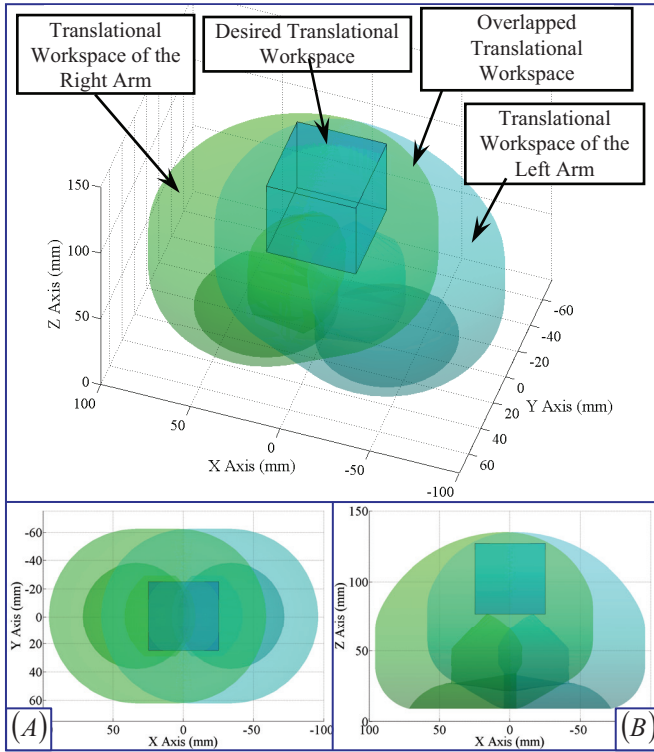 Translational
Workspace of the
Right Arm
Desired Translational
Workspace
Overlapped
Translational
Workspace
Translational
Workspace of the
Left Arm
150
100
50
0
Z Axis (mm)
100
50
0
-50
-100
X Axis (mm)
-60
-40
-20
0
20
40
60
Y Axis (mm)
-60
-40
-20
0
20
40
60
Y Axis (mm)
50
0
-50
-100
X Axis (mm)
(A)
150
100
50
0
Z Axis (mm)
100
50
0
-50
X Axis (mm)
(B)